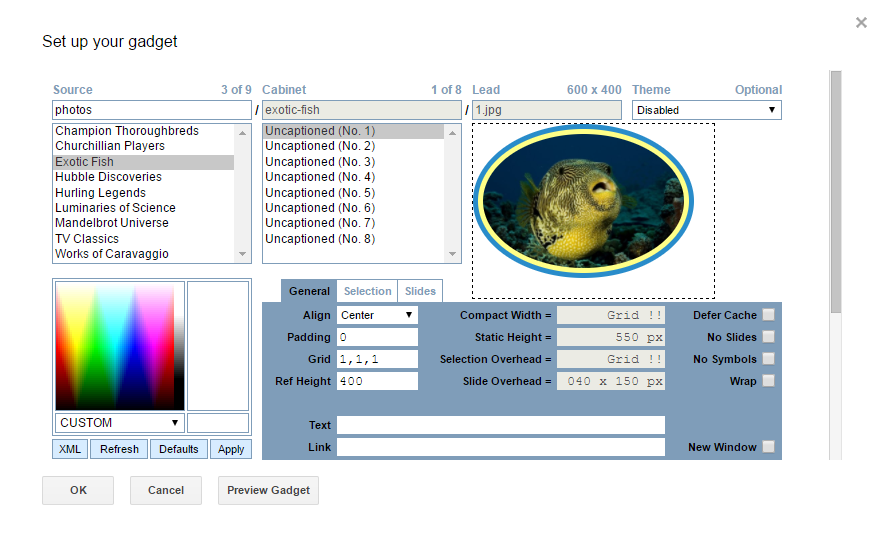 Set up your gadget
Source 3 of 9 Cabinet 1 of 8 Lead 600 x 400 Theme Optional
photos / exotic-fish / 1.jpg Disabled
Champion Thoroughbreds
Churchillian Players
Exotic Fish
Hubble Discoveries
Hurling Legends
Luminaries of Science
Mandelbrot Universe
TV Classics
Works of Caravaggio
Uncaptioned (No. 1)
Uncaptioned (No. 2)
Uncaptioned (No. 3)
Uncaptioned (No. 4)
Uncaptioned (No. 5)
Uncaptioned (No. 6)
Uncaptioned (No. 7)
Uncaptioned (No. 8)
General Selection Slides
Align Center Compact Width = Grid !! Defer Cache
Padding 0 Static Height = 550 px No Slides
Grid 1,1,1 Selection Overhead = Grid !! No Symbols
Ref Height 400 Slide Overhead = 040 x 150 px Wrap
CUSTOM
Text
Link New Window
XML Refresh Defaults Apply
OK Cancel Preview Gadget